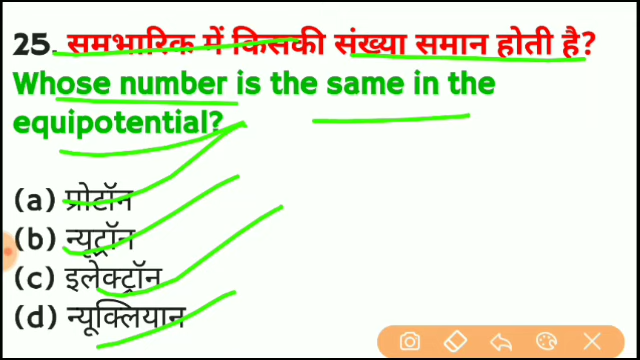 25. समभारिक में किसकी संख्या समान होती है?
Whose number is the same in the
equipotential?
(a) प्रोटॉन
(b) न्यूट्रॉन
(c) इलेक्ट्रॉन
(d) न्यूक्लियान